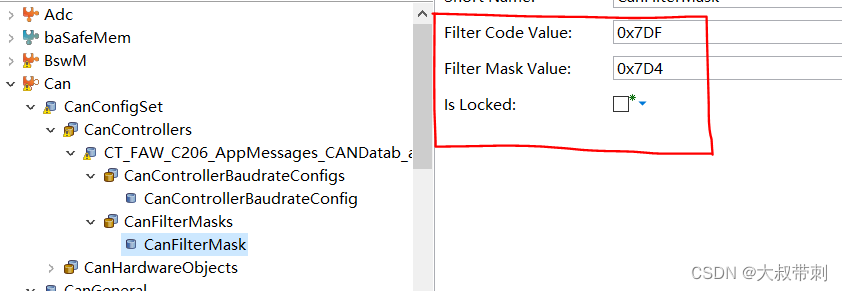 Adc
baSafeMem
BswM
Can
CanConfigSet
CanControllers
CT_FAW_C206_AppMessages_CANDatab_a
CanControllerBaudrateConfigs
CanControllerBaudrateConfig
CanFilterMasks
CanFilterMask
CanHardwareObjects
CanGeneral
Short Name: CanFilterMask
Filter Code Value: 0x7DF
Filter Mask Value: 0x7D4
Is Locked:
CSDN @大叔带刺